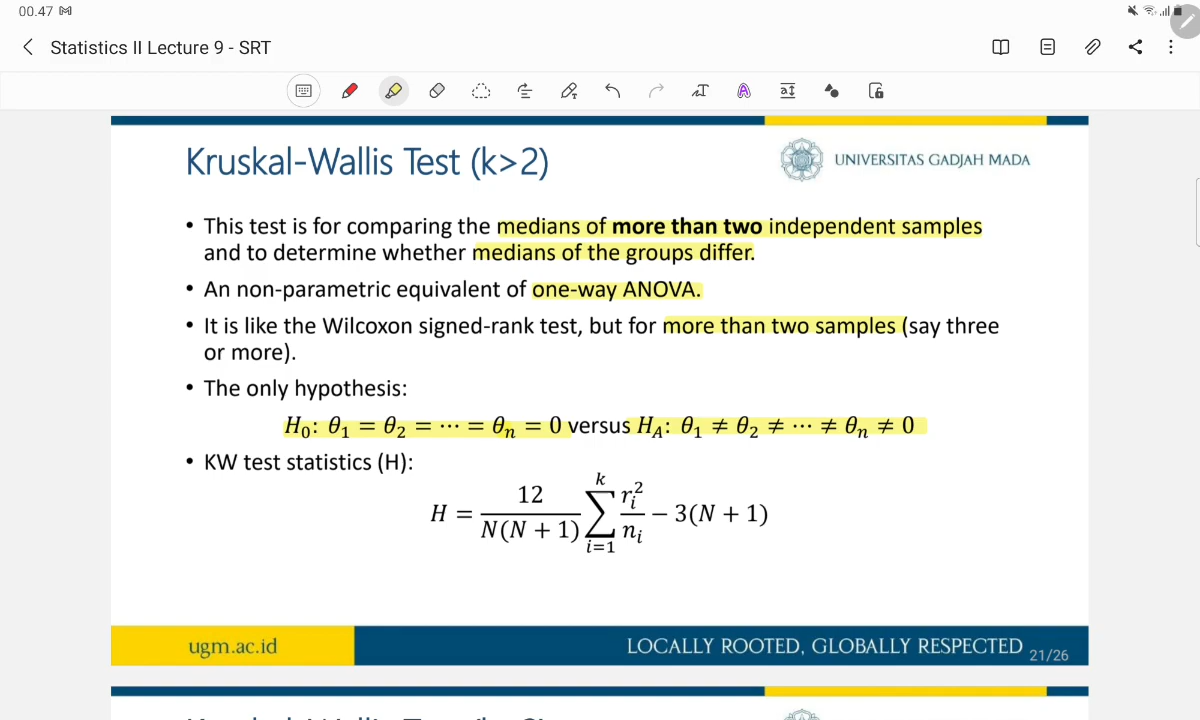 00.47
Statistics II Lecture 9 - SRT
Kruskal-Wallis Test (k>2)
UNIVERSITAS GADJAH MADA
• This test is for comparing the medians of more than two independent samples
and to determine whether medians of the groups differ.
• An non-parametric equivalent of one-way ANOVA.
• It is like the Wilcoxon signed-rank test, but for more than two samples (say three
or more).
• The only hypothesis:
H₀: θ₁ = θ₂ = ⋯ = θₙ = 0 versus H_A: θ₁ ≠ θ₂ ≠ ⋯ ≠ θₙ ≠ 0
• KW test statistics (H):
H = 12 / N(N + 1) ∑_{i=1}^{k} r_i² / n_i − 3(N + 1)
ugm.ac.id
LOCALLY ROOTED, GLOBALLY RESPECTED
21/26